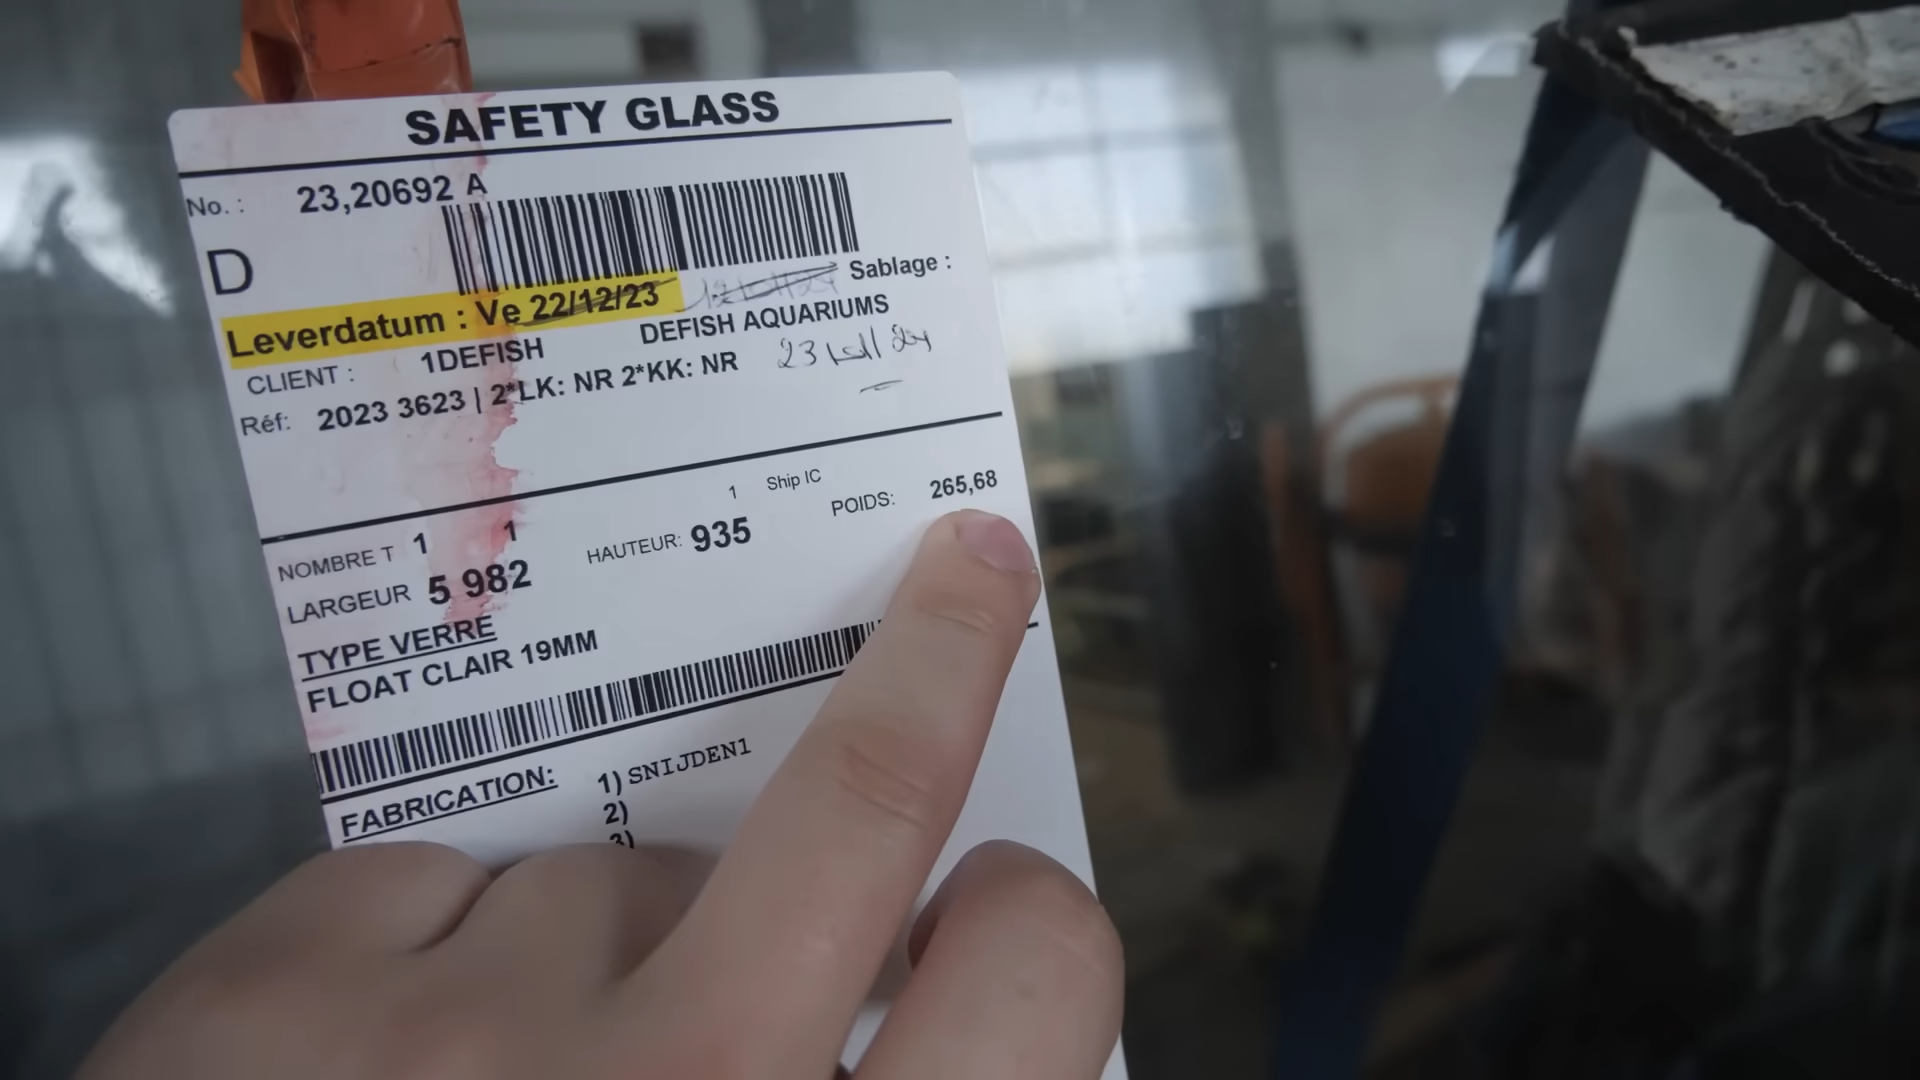 SAFETY GLASS
No. : 23,20692 A
D
Sablage :
Leverdatum : Ve 22/12/23
DEFISH AQUARIUMS
CLIENT : 1DEFISH
Réf: 2023 3623 | 2*LK: NR 2*KK: NR
1 Ship IC
NOMBRE T 1 1
POIDS: 265,68
LARGEUR 5 982 HAUTEUR: 935
TYPE VERRE
FLOAT CLAIR 19MM
FABRICATION: 1) SNIJDEN1
2)
3)